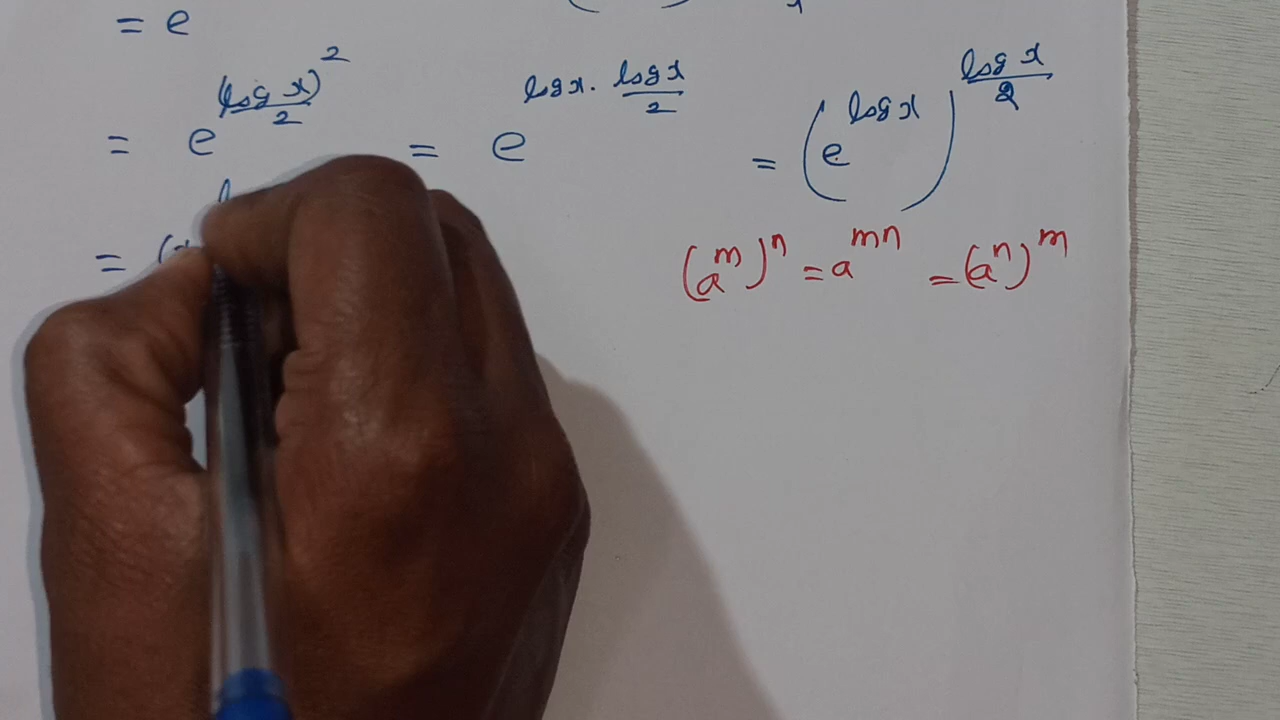 = e
= e^{(log x)^2/2} = e^{log x · log x/2} = (e^{log x})^{log x/2}
= (
(a^m)^n = a^{mn} = (a^n)^m